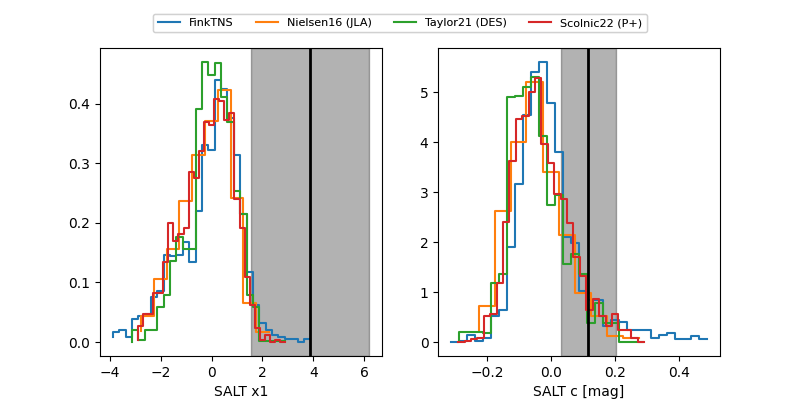 FinkTNS Nielsen16 (JLA) Taylor21 (DES) Scolnic22 (P+)
0.4
0.3
0.2
0.1
0.0
−4 −2 0 2 4 6
SALT x1
5
4
3
2
1
0
−0.2 0.0 0.2 0.4
SALT c [mag]